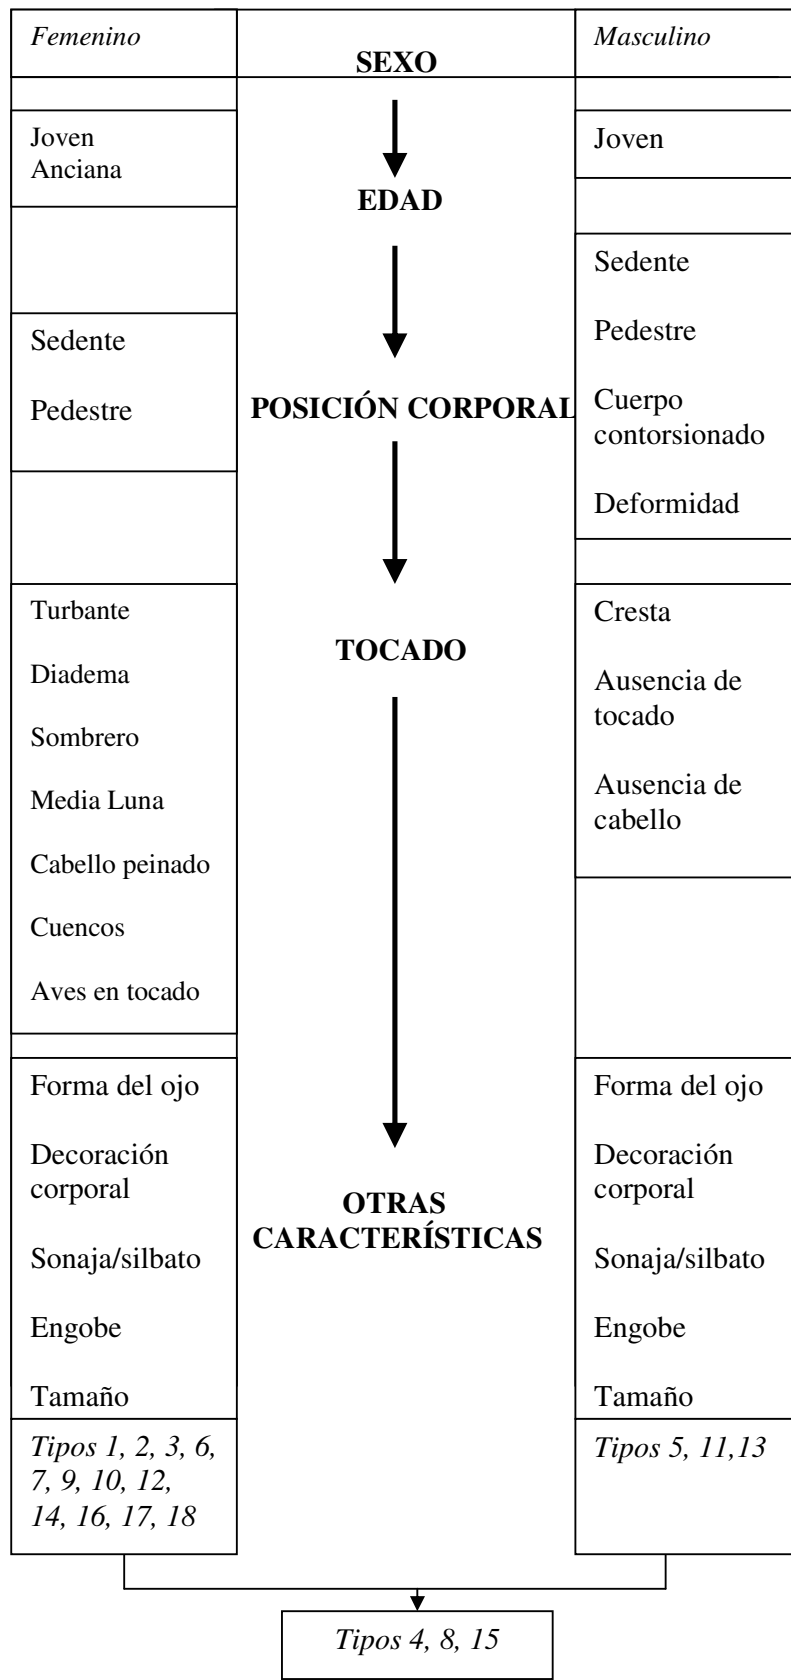 Femenino
SEXO
Masculino
Joven
Anciana
EDAD
Joven
Sedente
Pedestre
POSICIÓN CORPORAL
Sedente
Pedestre
Cuerpo
contorsionado
Deformidad
Turbante
Diadema
Sombrero
Media Luna
Cabello peinado
Cuencos
Aves en tocado
TOCADO
Cresta
Ausencia de
tocado
Ausencia de
cabello
Forma del ojo
Decoración
corporal
Sonaja/silbato
Engobe
Tamaño
OTRAS
CARACTERÍSTICAS
Forma del ojo
Decoración
corporal
Sonaja/silbato
Engobe
Tamaño
Tipos 1, 2, 3, 6,
7, 9, 10, 12,
14, 16, 17, 18
Tipos 5, 11,13
Tipos 4, 8, 15